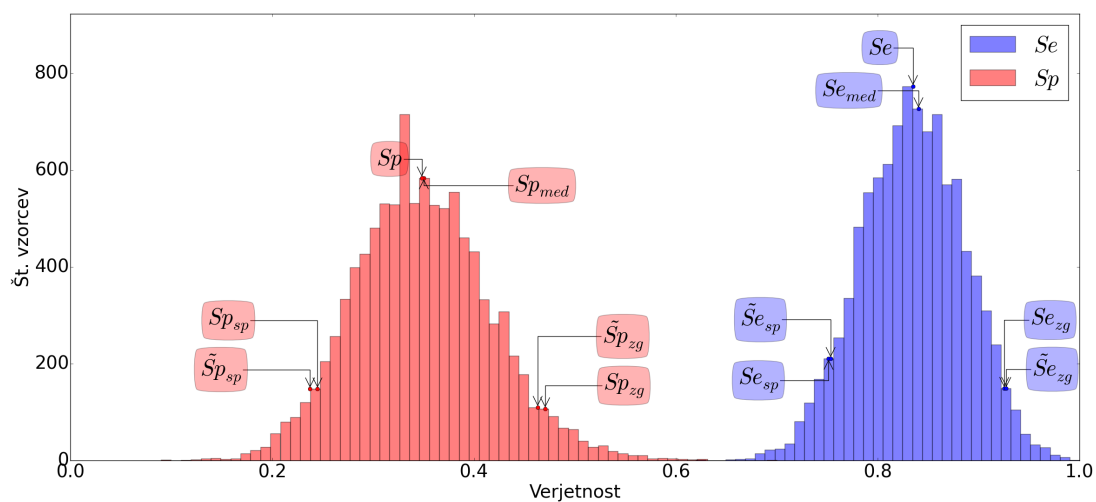 Št. vzorcev
800
600
400
200
0
Se
Sp
Se
Se_med
Sp
Sp_med
Sp_sp
S̃p_sp
S̃p_zg
Sp_zg
S̃e_sp
Se_sp
Se_zg
S̃e_zg
0.0 0.2 0.4 0.6 0.8 1.0
Verjetnost